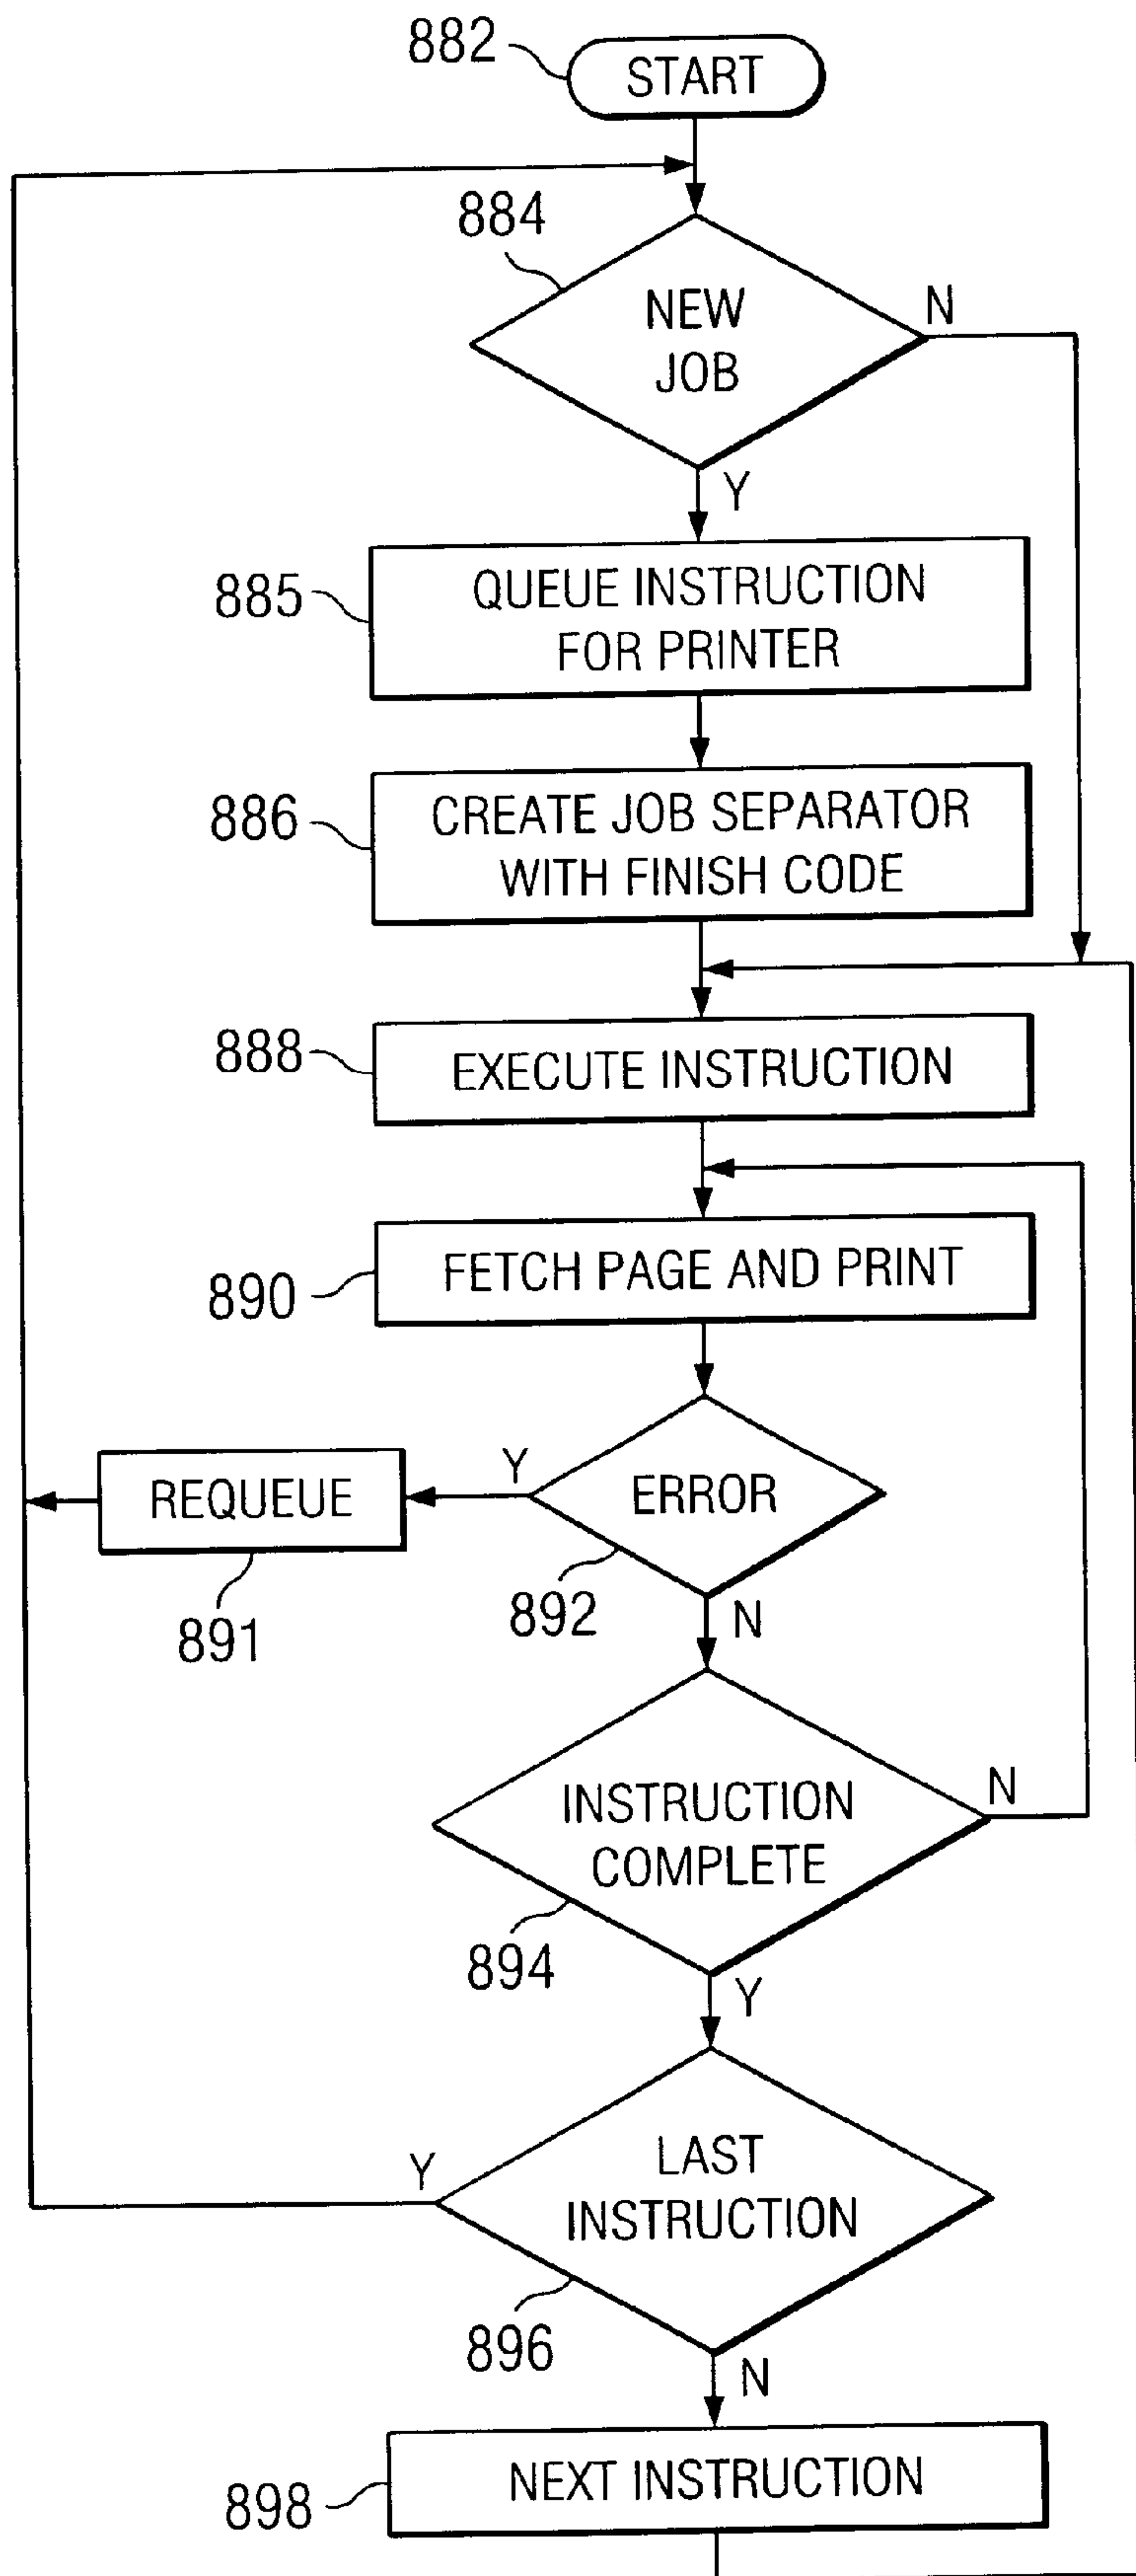 882
START
884
NEW
JOB
N
Y
885
QUEUE INSTRUCTION
FOR PRINTER
886
CREATE JOB SEPARATOR
WITH FINISH CODE
888
EXECUTE INSTRUCTION
890
FETCH PAGE AND PRINT
REQUEUE
Y
ERROR
891
892
N
INSTRUCTION
COMPLETE
N
894
Y
Y
LAST
INSTRUCTION
896
N
898
NEXT INSTRUCTION